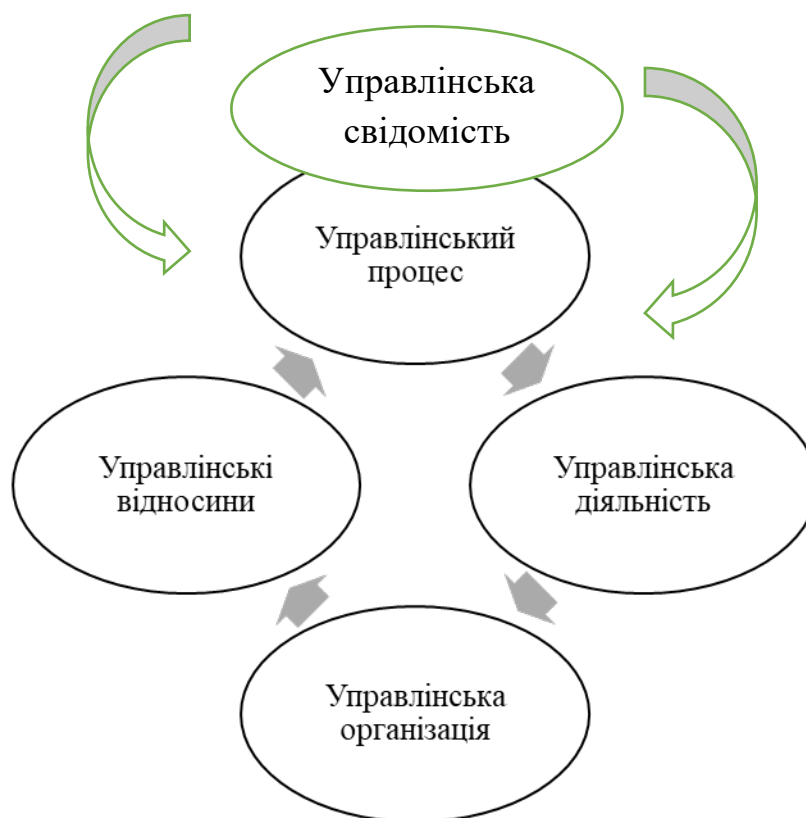 Управлінська
свідомість
Управлінський
процес
Управлінські
відносини
Управлінська
діяльність
Управлінська
організація